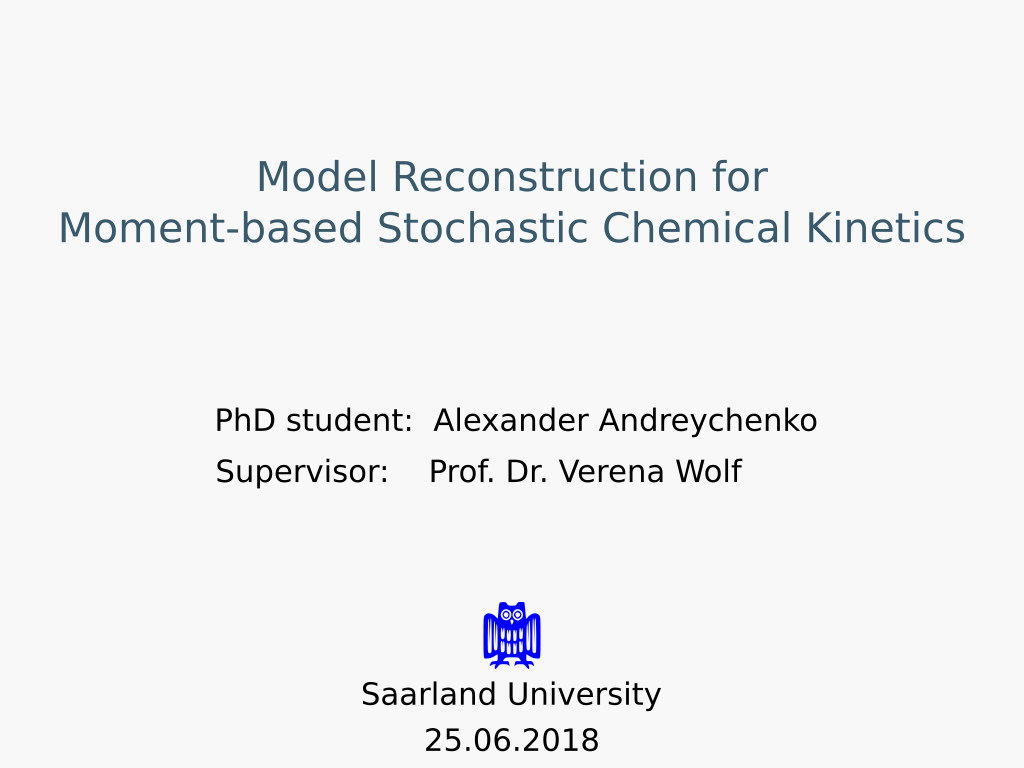 Model Reconstruction for
Moment-based Stochastic Chemical Kinetics
PhD student: Alexander Andreychenko
Supervisor: Prof. Dr. Verena Wolf
Saarland University
25.06.2018